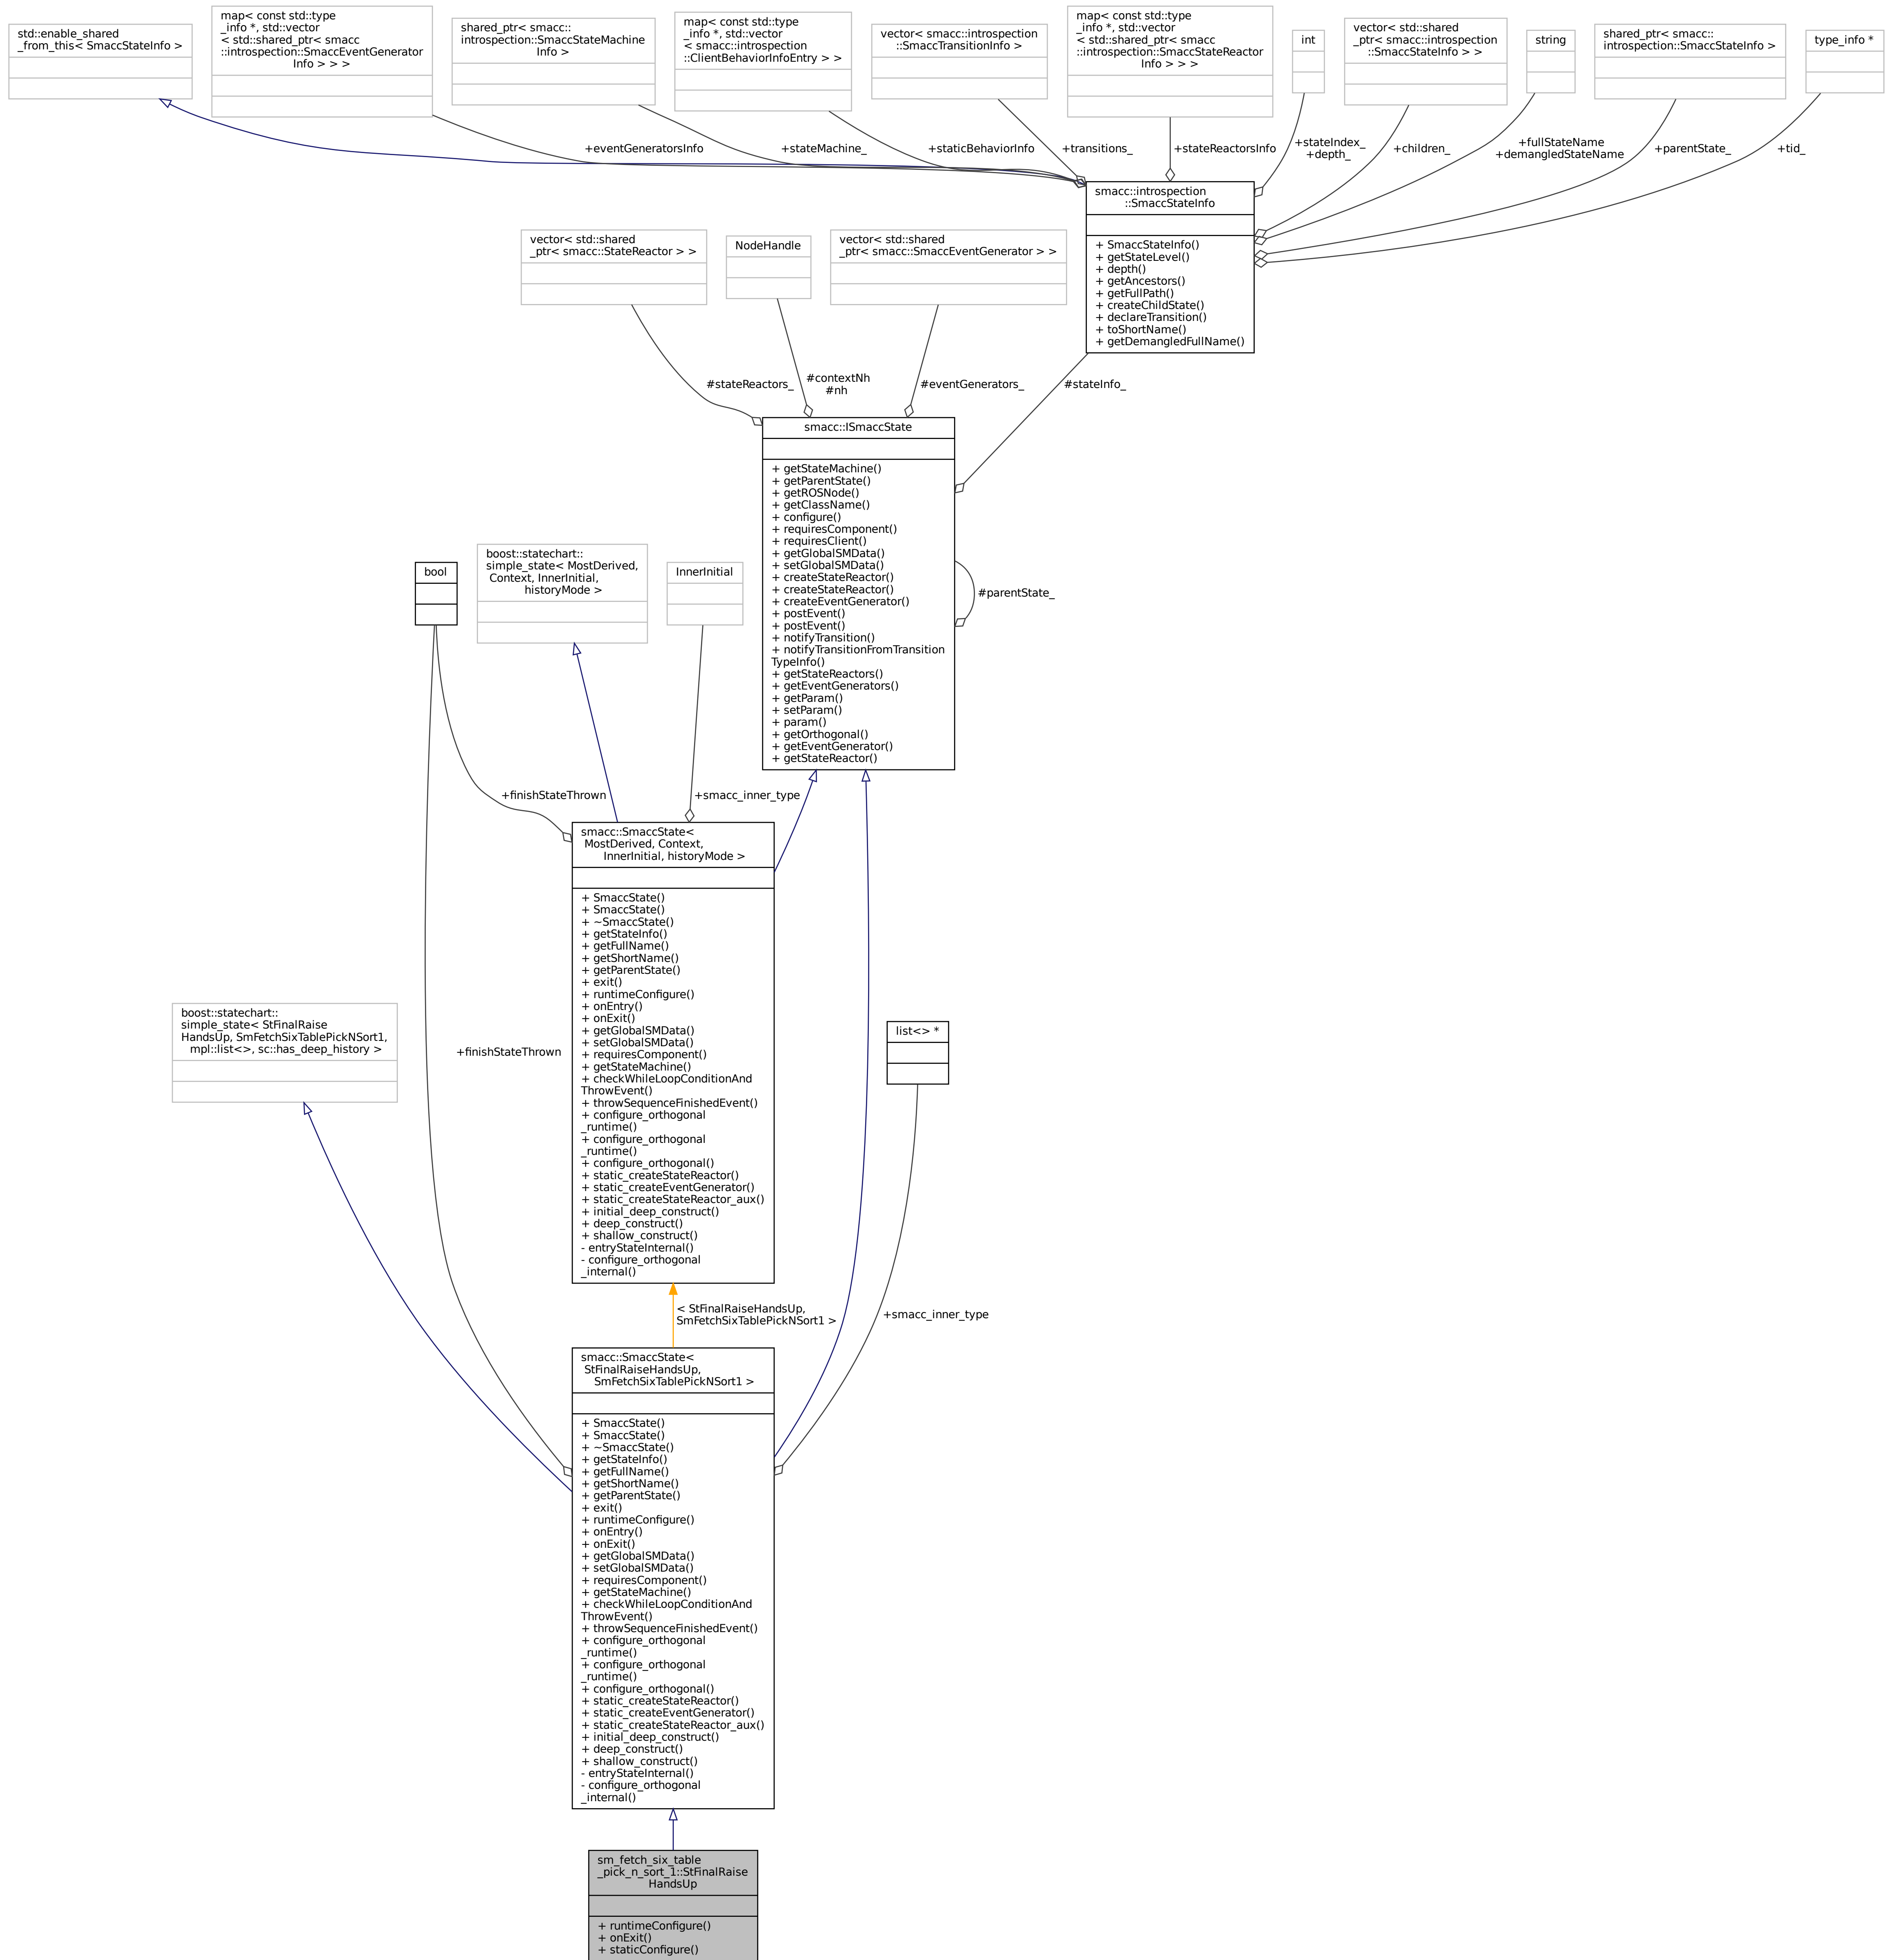 std::enable_shared
_from_this< SmaccStateInfo >
map< const std::type
_info *, std::vector
< std::shared_ptr< smacc
::introspection::SmaccEventGenerator
Info > > >
shared_ptr< smacc::
introspection::SmaccStateMachine
Info >
map< const std::type
_info *, std::vector
< smacc::introspection
::ClientBehaviorInfoEntry > >
vector< smacc::introspection
::SmaccTransitionInfo >
map< const std::type
_info *, std::vector
< std::shared_ptr< smacc
::introspection::SmaccStateReactor
Info > > >
int
vector< std::shared
_ptr< smacc::introspection
::SmaccStateInfo > >
string
shared_ptr< smacc::
introspection::SmaccStateInfo >
type_info *
+eventGeneratorsInfo
+stateMachine_
+staticBehaviorInfo
+transitions_
+stateReactorsInfo
+stateIndex_
+depth_
+children_
+fullStateName
+demangledStateName
+parentState_
+tid_
smacc::introspection
::SmaccStateInfo
+ SmaccStateInfo()
+ getStateLevel()
+ depth()
+ getAncestors()
+ getFullPath()
+ createChildState()
+ declareTransition()
+ toShortName()
+ getDemangledFullName()
vector< std::shared
_ptr< smacc::StateReactor > >
NodeHandle
vector< std::shared
_ptr< smacc::SmaccEventGenerator > >
#stateReactors_
#contextNh
#nh
#eventGenerators_
#stateInfo_
smacc::ISmaccState
+ getStateMachine()
+ getParentState()
+ getROSNode()
+ getClassName()
+ configure()
+ requiresComponent()
+ requiresClient()
+ getGlobalSMData()
+ setGlobalSMData()
+ createStateReactor()
+ createStateReactor()
+ createEventGenerator()
+ postEvent()
+ postEvent()
+ notifyTransition()
+ notifyTransitionFromTransition
TypeInfo()
+ getStateReactors()
+ getEventGenerators()
+ getParam()
+ setParam()
+ param()
+ getOrthogonal()
+ getEventGenerator()
+ getStateReactor()
#parentState_
bool
boost::statechart::
simple_state< MostDerived,
Context, InnerInitial,
historyMode >
InnerInitial
+finishStateThrown
+smacc_inner_type
smacc::SmaccState<
MostDerived, Context,
InnerInitial, historyMode >
+ SmaccState()
+ SmaccState()
+ ~SmaccState()
+ getStateInfo()
+ getFullName()
+ getShortName()
+ getParentState()
+ exit()
+ runtimeConfigure()
+ onEntry()
+ onExit()
+ getGlobalSMData()
+ setGlobalSMData()
+ requiresComponent()
+ getStateMachine()
+ checkWhileLoopConditionAnd
ThrowEvent()
+ throwSequenceFinishedEvent()
+ configure_orthogonal
_runtime()
+ configure_orthogonal
_runtime()
+ configure_orthogonal()
+ static_createStateReactor()
+ static_createEventGenerator()
+ static_createStateReactor_aux()
+ initial_deep_construct()
+ deep_construct()
+ shallow_construct()
- entryStateInternal()
- configure_orthogonal
_internal()
boost::statechart::
simple_state< StFinalRaise
HandsUp, SmFetchSixTablePickNSort1,
mpl::list<>, sc::has_deep_history >
+finishStateThrown
list<> *
< StFinalRaiseHandsUp,
SmFetchSixTablePickNSort1 >
+smacc_inner_type
smacc::SmaccState<
StFinalRaiseHandsUp,
SmFetchSixTablePickNSort1 >
+ SmaccState()
+ SmaccState()
+ ~SmaccState()
+ getStateInfo()
+ getFullName()
+ getShortName()
+ getParentState()
+ exit()
+ runtimeConfigure()
+ onEntry()
+ onExit()
+ getGlobalSMData()
+ setGlobalSMData()
+ requiresComponent()
+ getStateMachine()
+ checkWhileLoopConditionAnd
ThrowEvent()
+ throwSequenceFinishedEvent()
+ configure_orthogonal
_runtime()
+ configure_orthogonal
_runtime()
+ configure_orthogonal()
+ static_createStateReactor()
+ static_createEventGenerator()
+ static_createStateReactor_aux()
+ initial_deep_construct()
+ deep_construct()
+ shallow_construct()
- entryStateInternal()
- configure_orthogonal
_internal()
sm_fetch_six_table
_pick_n_sort_1::StFinalRaise
HandsUp
+ runtimeConfigure()
+ onExit()
+ staticConfigure()